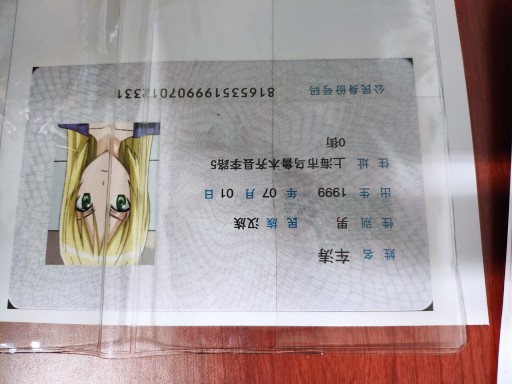 姓名 车涛
性别 男 民族 汉族
出生 1999 年 07 月 01 日
住址 上海市乌鲁木齐县李路5
0街
公民身份号码 816535199907012331